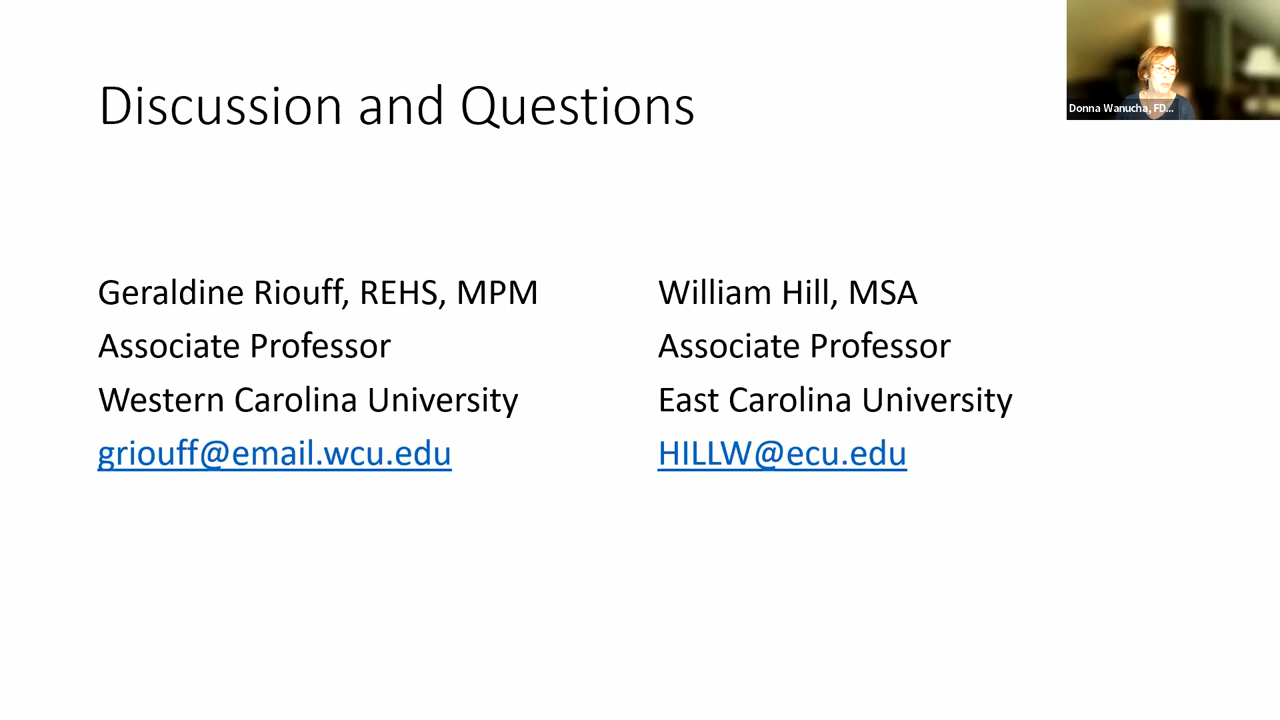 Discussion and Questions
Donna Wanucha, FD...
Geraldine Riouff, REHS, MPM
Associate Professor
Western Carolina University
griouff@email.wcu.edu
William Hill, MSA
Associate Professor
East Carolina University
HILLW@ecu.edu